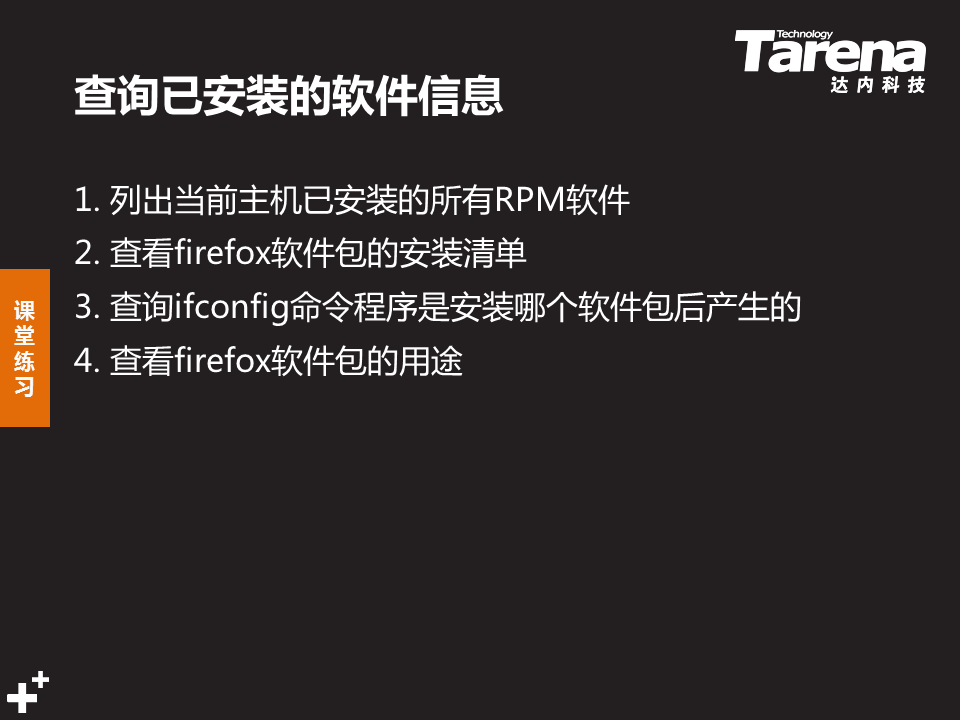 Technology
Tarena
达内科技
查询已安装的软件信息
1. 列出当前主机已安装的所有RPM软件
2. 查看firefox软件包的安装清单
3. 查询ifconfig命令程序是安装哪个软件包后产生的
4. 查看firefox软件包的用途
课
堂
练
习